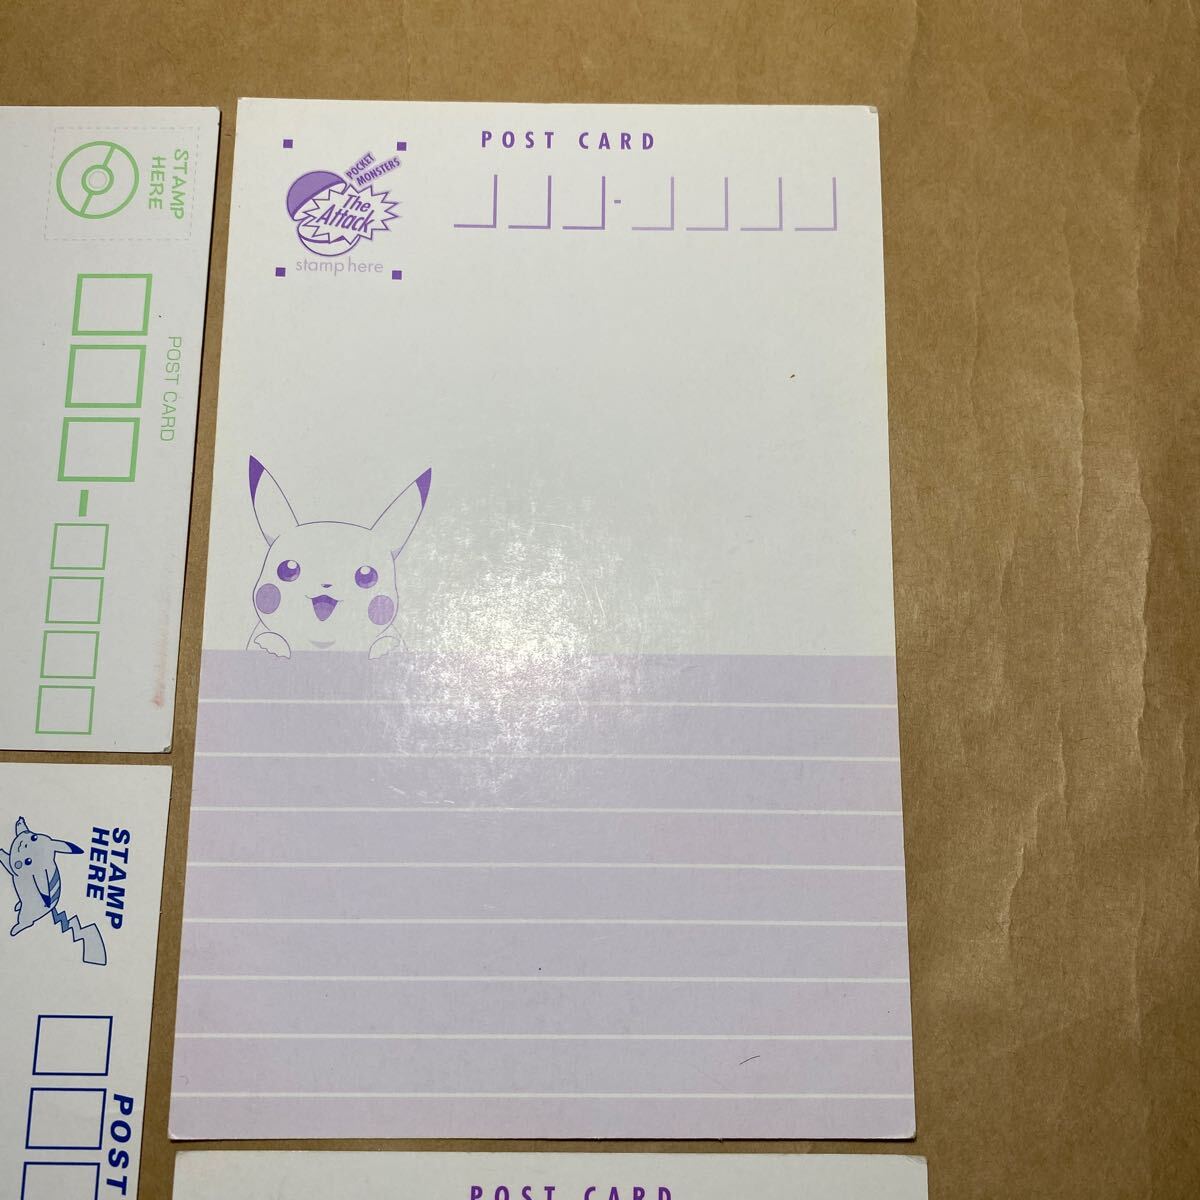 POST CARD
POCKET
MONSTERS
The
Attack
stamp here
STAMP
HERE
POST CARD
STAMP
HERE
POST
POST CARD